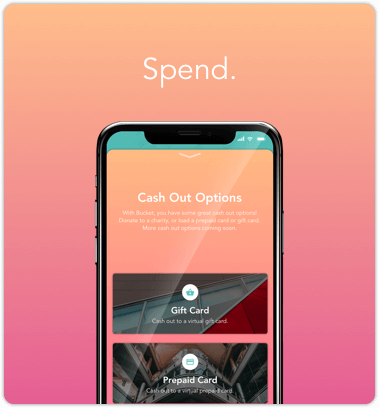 Spend.
Cash Out Options
With Bucket, you have some great cash out options!
Donate to a charity, or load a prepaid card or gift card.
More cash out options coming soon.
Gift Card
Cash out to a virtual gift card.
Prepaid Card
Cash out to a virtual prepaid card.